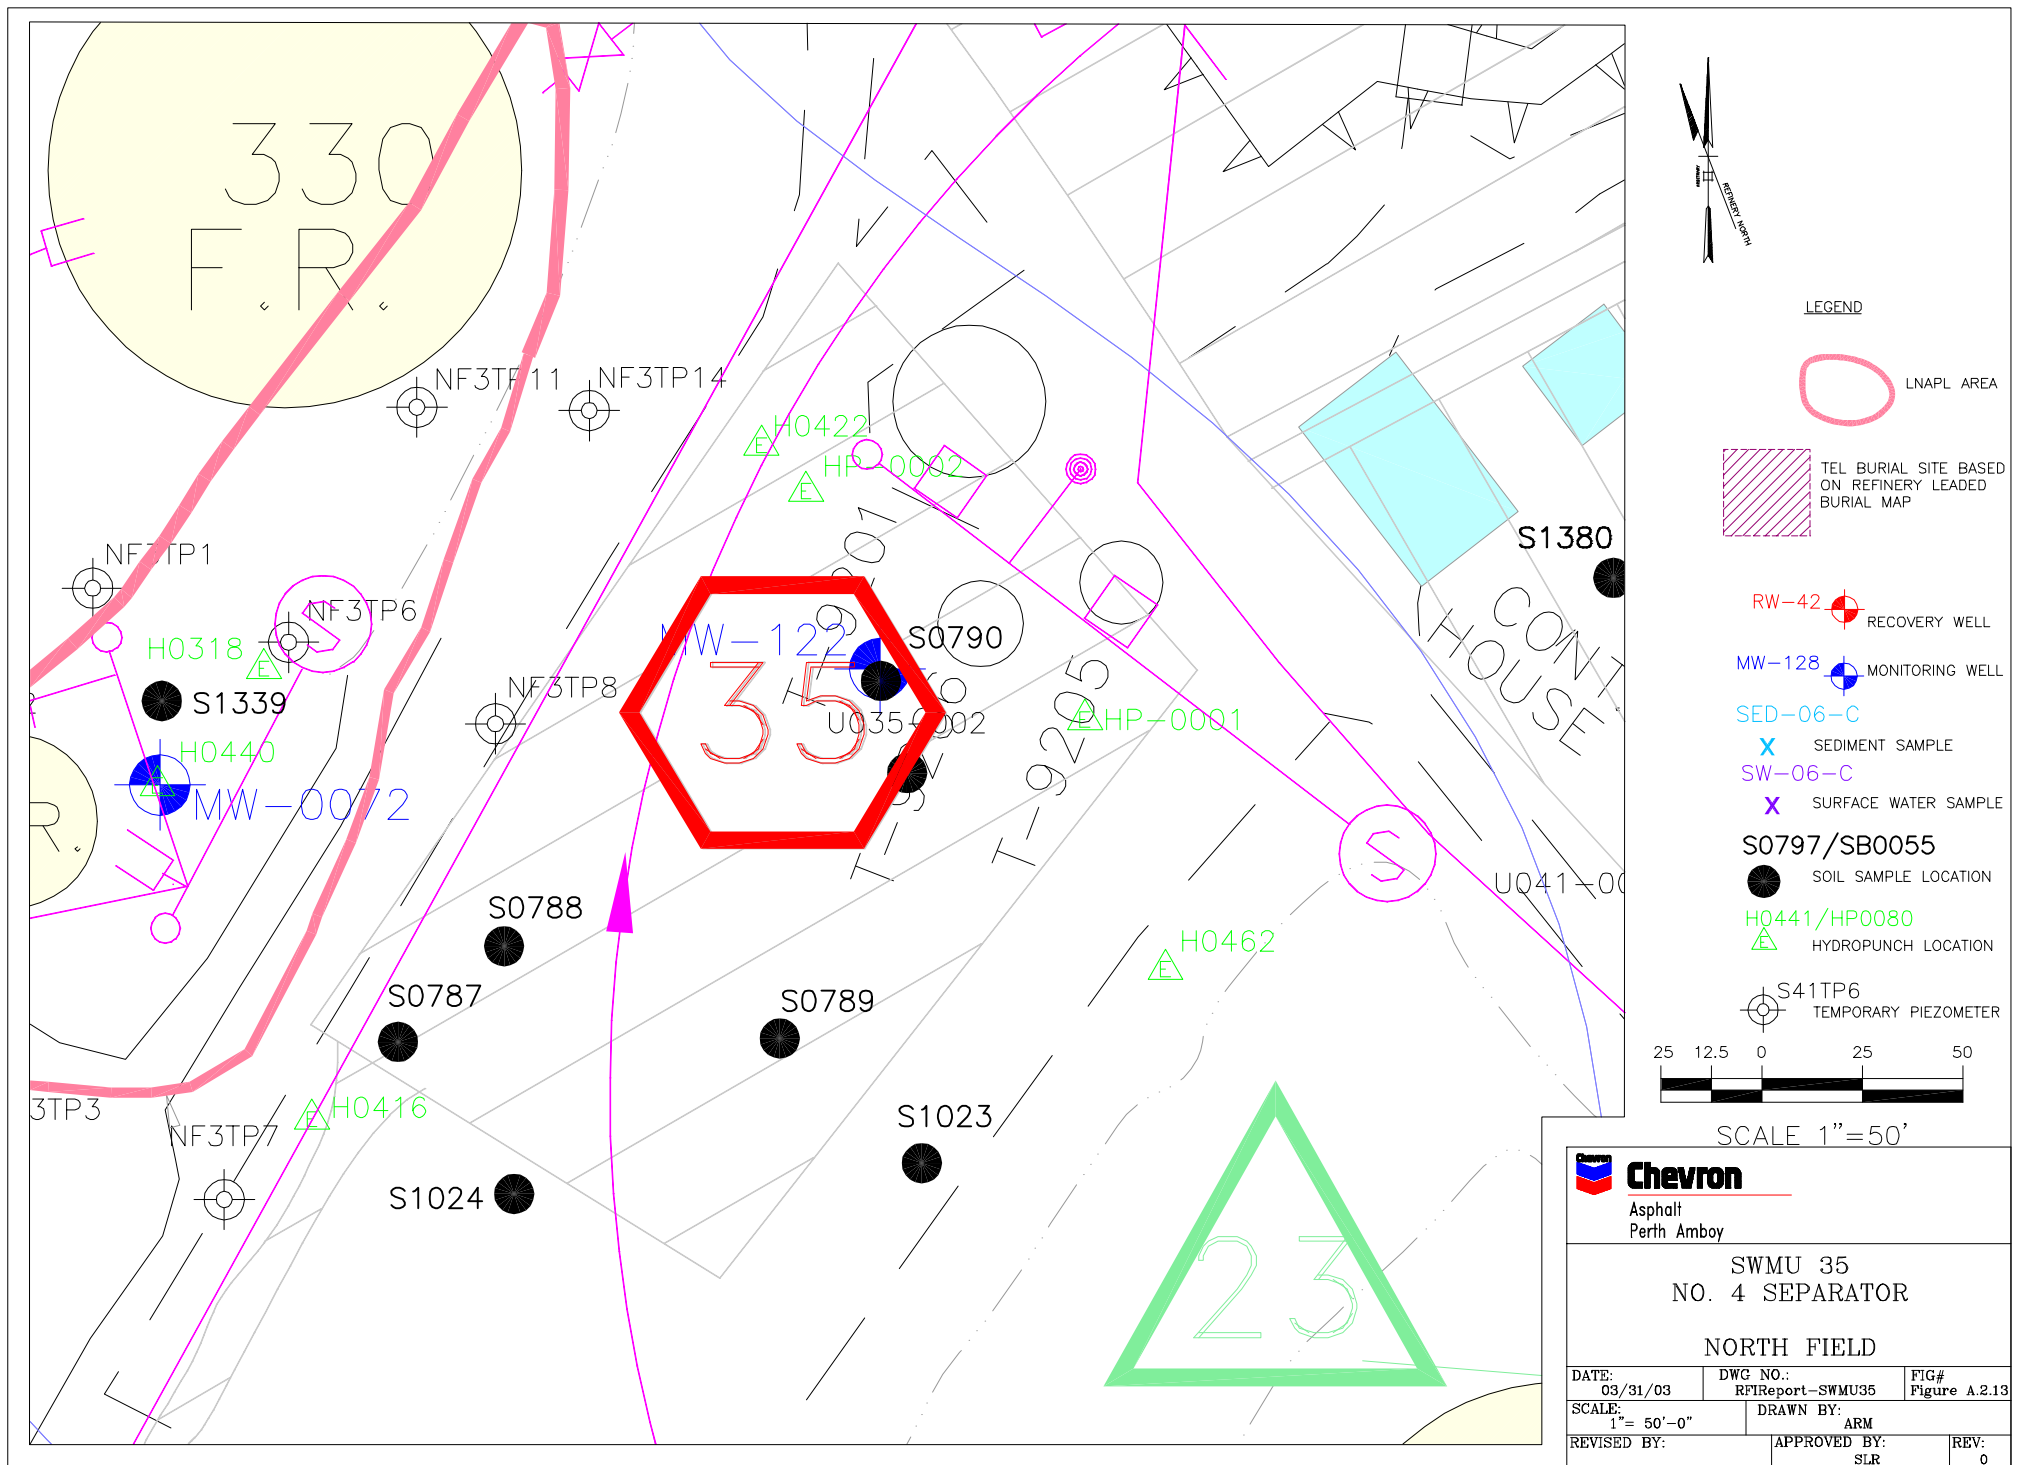 330
F.R.
NF3TP11
NF3TP14
H0422
HP-0002
NF3TP1
NF3TP6
H0318
S1339
H0440
MW-0072
R.
NF3TP8
MW-122
S0790
35
U035-002
T-9201
T-9206
T-9205
HP-0001
S1380
CONT
HOUSE
U041-00
S0788
S0787
S0789
H0462
H0416
3TP3
NF3TP7
S1024
S1023
23
REFINERY NORTH
LEGEND
LNAPL AREA
TEL BURIAL SITE BASED
ON REFINERY LEADED
BURIAL MAP
RW-42
RECOVERY WELL
MW-128
MONITORING WELL
SED-06-C
X SEDIMENT SAMPLE
SW-06-C
X SURFACE WATER SAMPLE
S0797/SB0055
SOIL SAMPLE LOCATION
H0441/HP0080
E HYDROPUNCH LOCATION
S41TP6
TEMPORARY PIEZOMETER
25 12.5 0 25 50
SCALE 1"=50'
Chevron
Chevron
Asphalt
Perth Amboy
SWMU 35
NO. 4 SEPARATOR
NORTH FIELD
DATE: 03/31/03
DWG NO.: RFIReport-SWMU35
FIG# Figure A.2.13
SCALE: 1"= 50'-0"
DRAWN BY: ARM
REVISED BY:
APPROVED BY: SLR
REV: 0